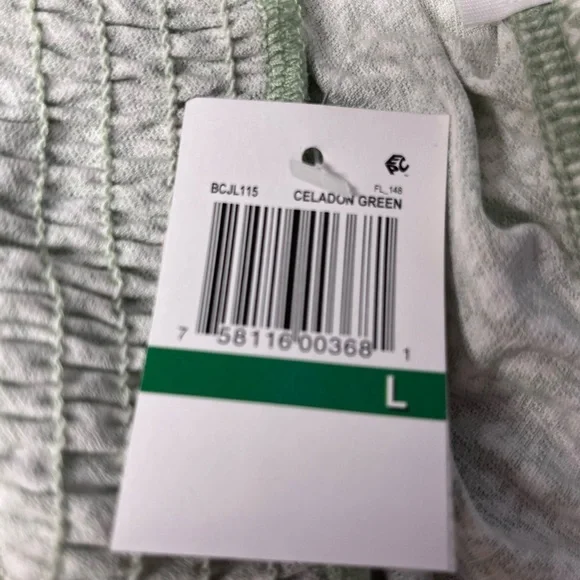 BCJL115
FL_148
CELADON GREEN
7 58116 00368 1
L